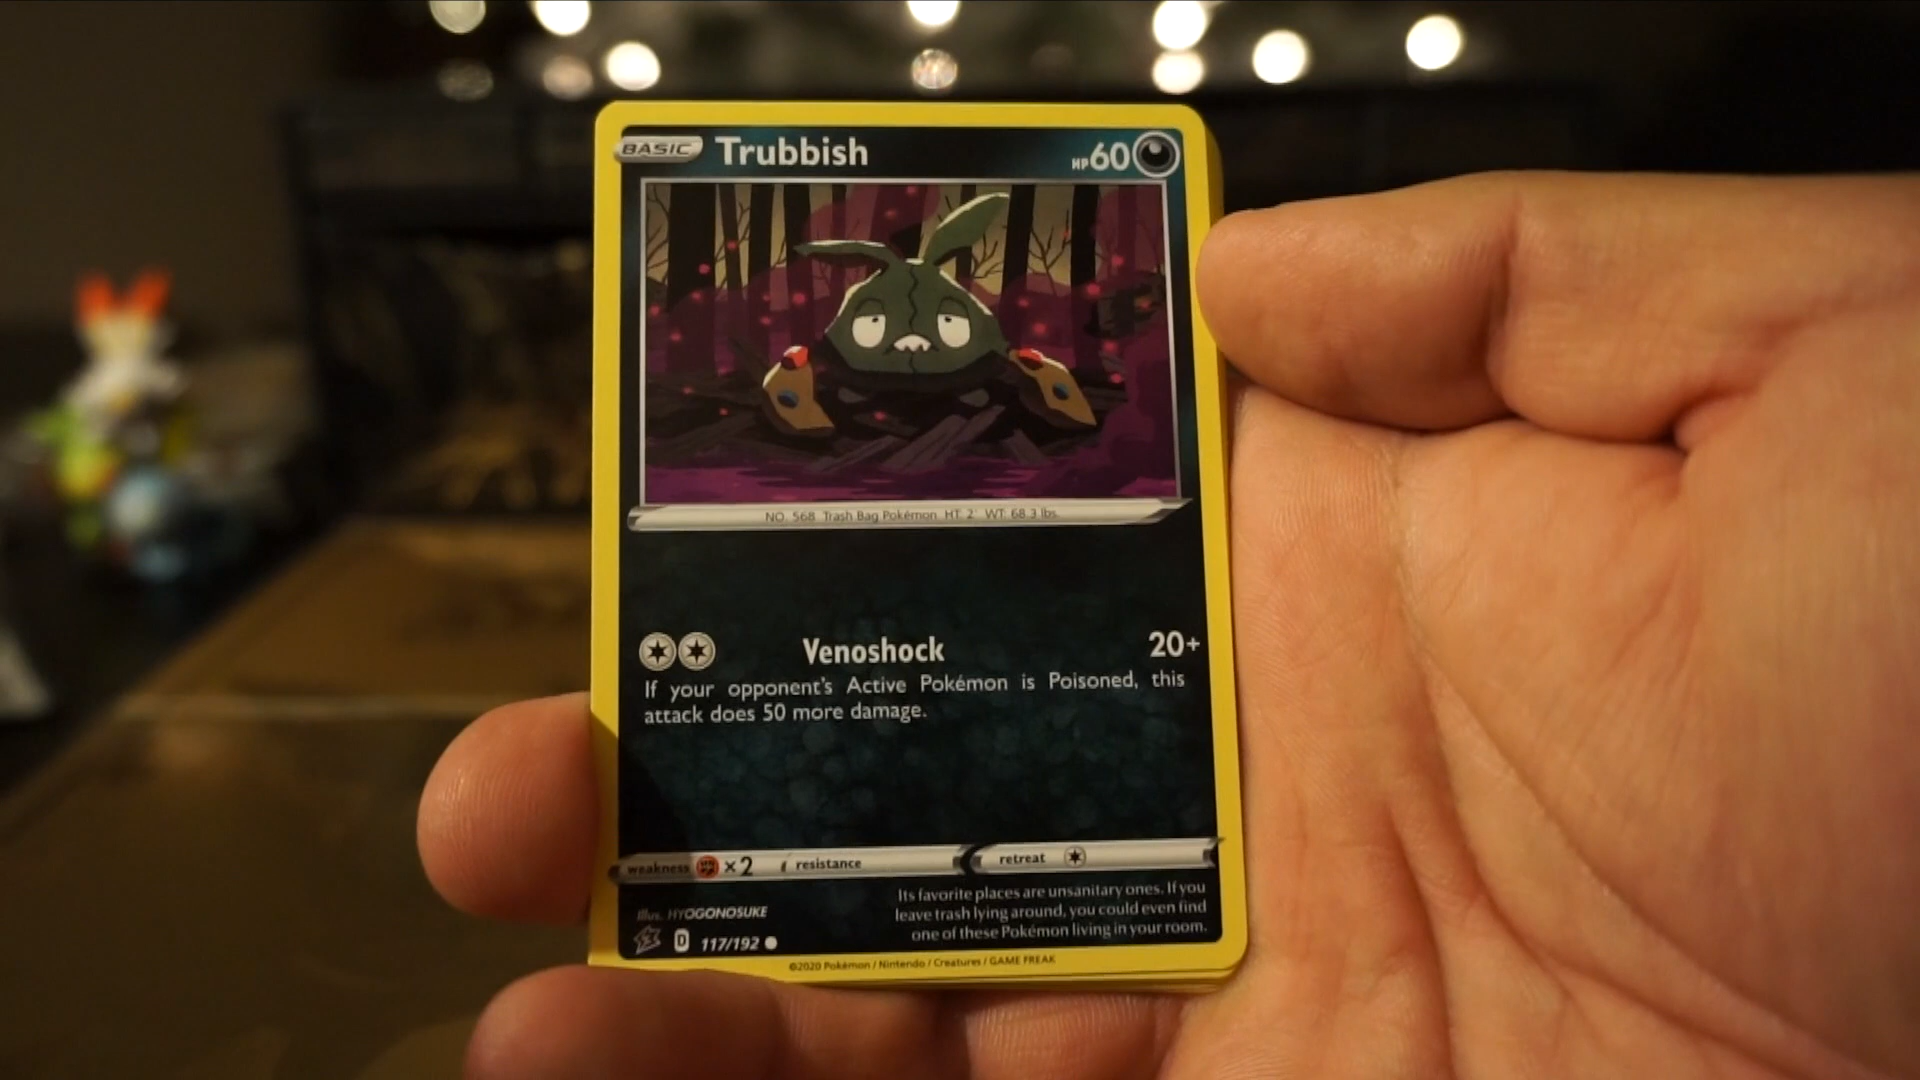 BASIC Trubbish HP60
NO. 568 Trash Bag Pokémon HT: 2' WT: 68.3 lbs.
Venoshock 20+
If your opponent's Active Pokémon is Poisoned, this
attack does 50 more damage.
weakness ×2 resistance retreat
Its favorite places are unsanitary ones. If you
leave trash lying around, you could even find
one of these Pokémon living in your room.
Illus. HYOGONOSUKE
D 117/192
©2020 Pokémon / Nintendo / Creatures / GAME FREAK